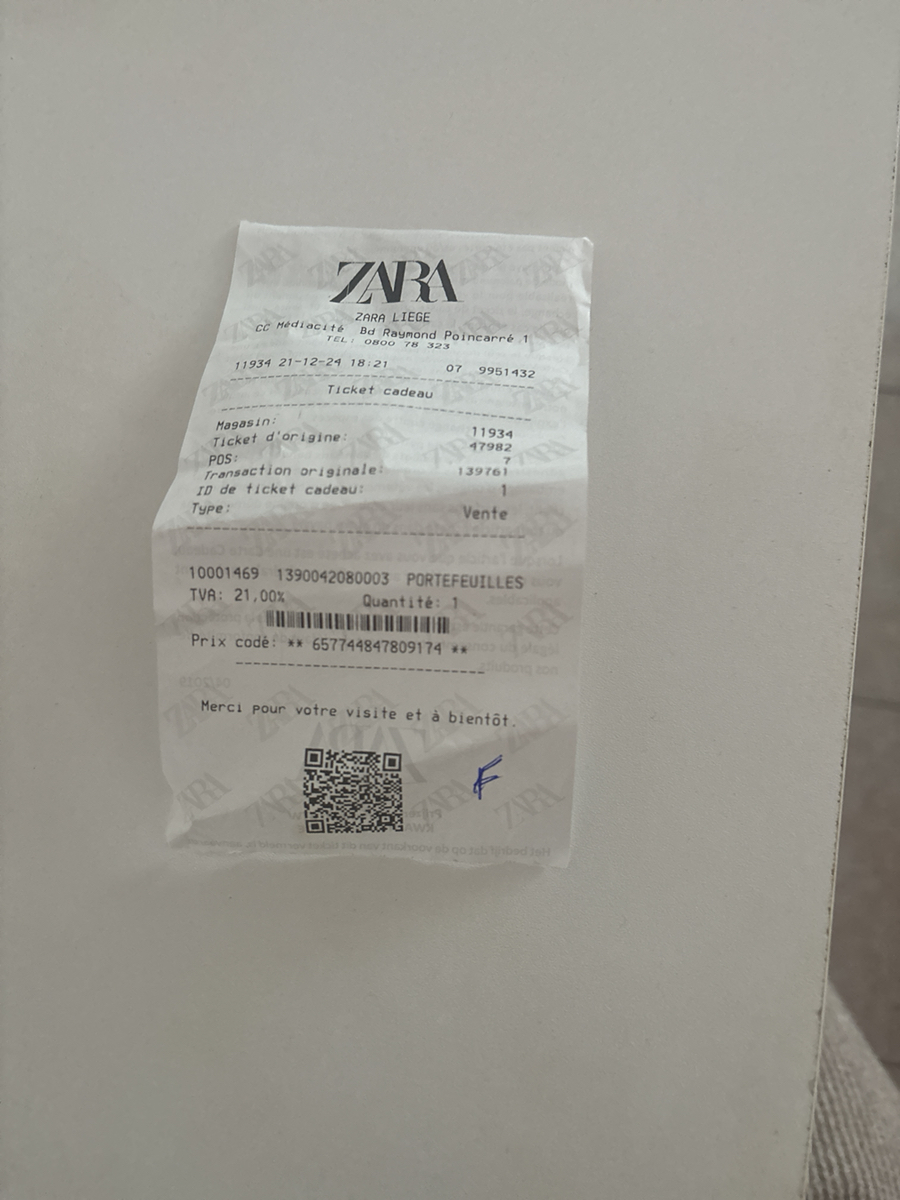 ZARA
ZARA LIEGE
CC Médiacité Bd Raymond Poincarré 1
TEL: 0800 78 323
11934 21-12-24 18:21 07 9951432
Ticket cadeau
Magasin: 11934
Ticket d'origine: 47982
POS: 7
Transaction originale: 139761
ID de ticket cadeau: 1
Type: Vente
10001469 1390042080003 PORTEFEUILLES
TVA: 21,00% Quantité: 1
Prix codé: ** 657744847809174 **
Merci pour votre visite et à bientôt.
F